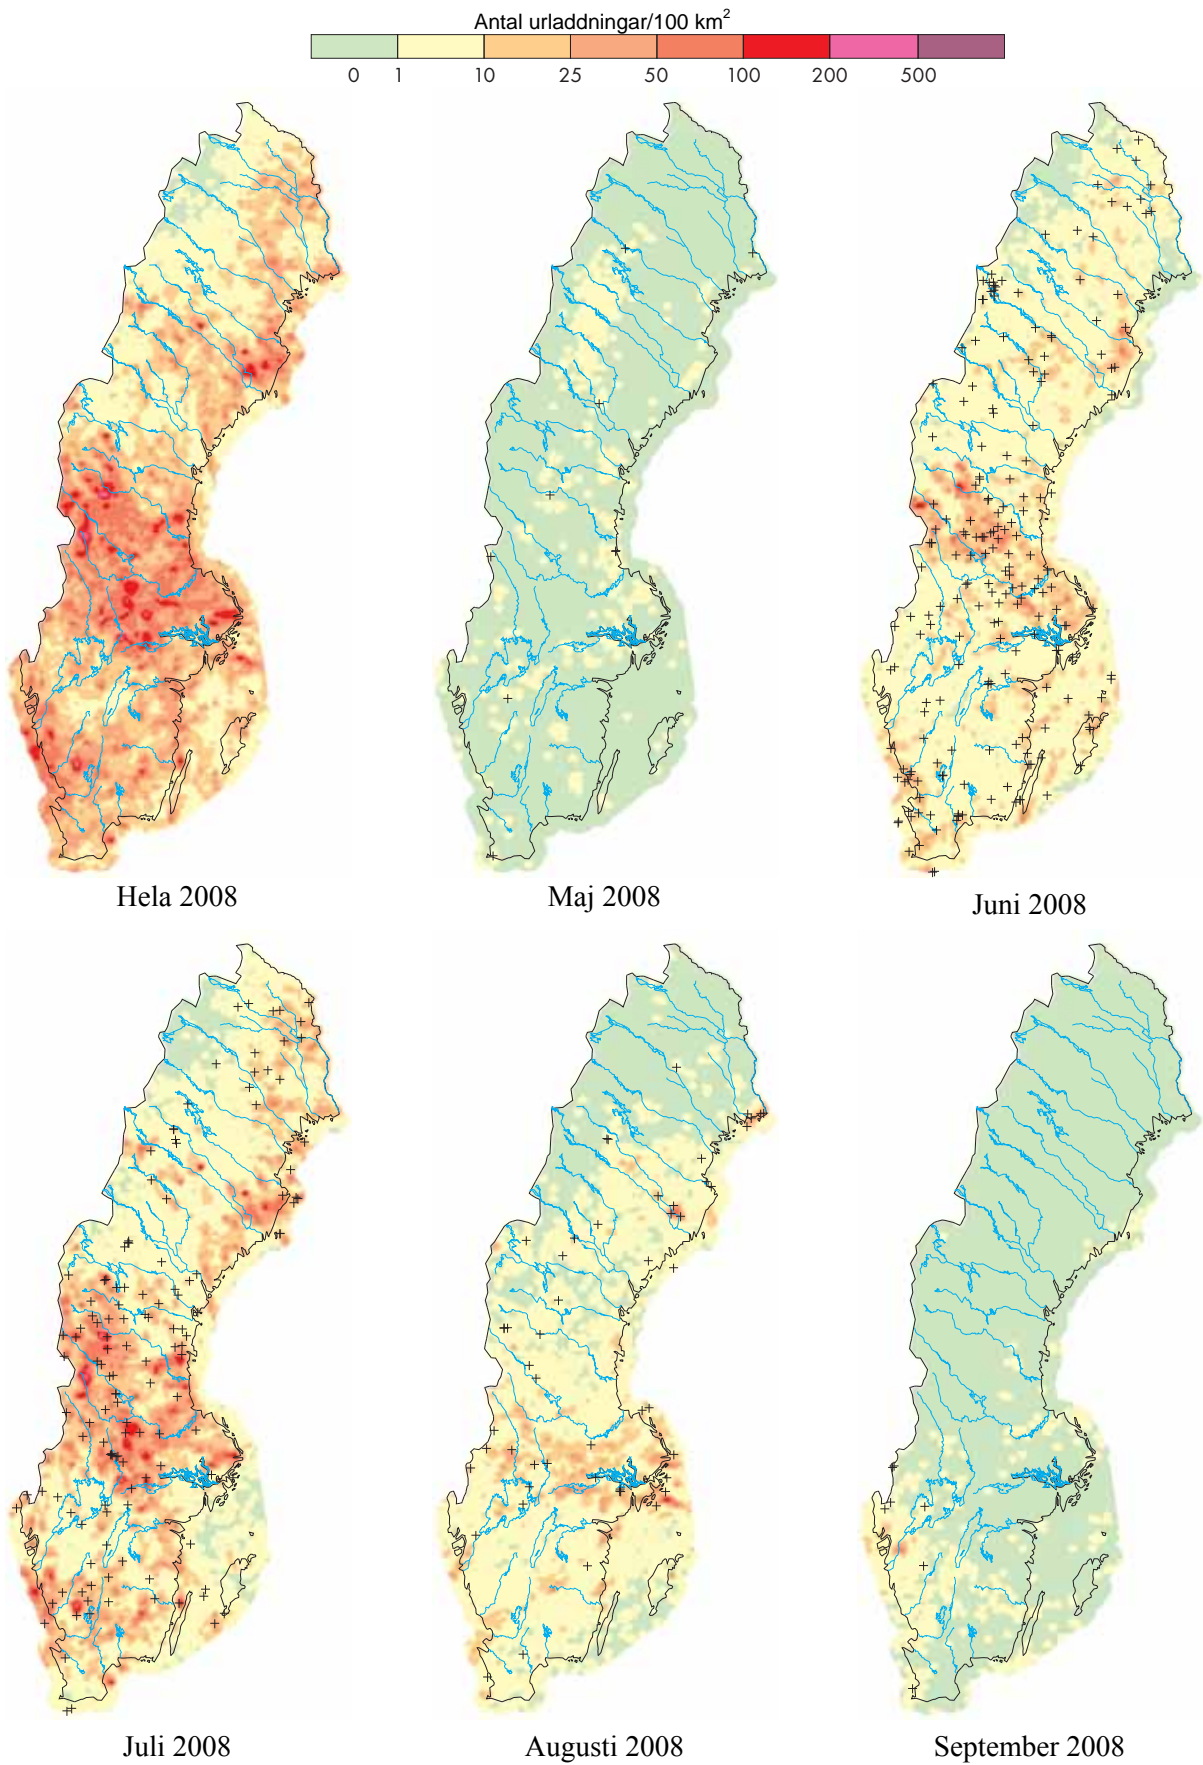 Antal urladdningar/100 km²
0 1 10 25 50 100 200 500
Hela 2008
Maj 2008
Juni 2008
Juli 2008
Augusti 2008
September 2008